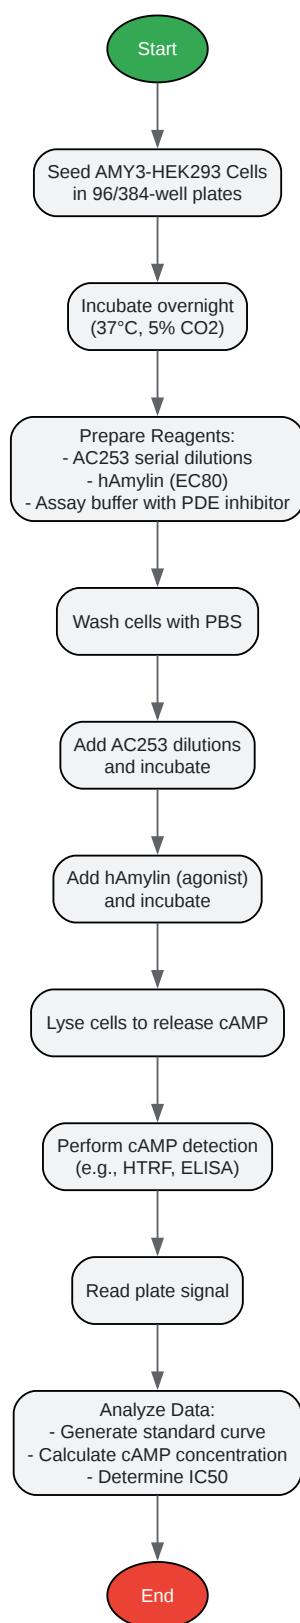 Start
Seed AMY3-HEK293 Cells
in 96/384-well plates
Incubate overnight
(37°C, 5% CO2)
Prepare Reagents:
- AC253 serial dilutions
- hAmylin (EC80)
- Assay buffer with PDE inhibitor
Wash cells with PBS
Add AC253 dilutions
and incubate
Add hAmylin (agonist)
and incubate
Lyse cells to release cAMP
Perform cAMP detection
(e.g., HTRF, ELISA)
Read plate signal
Analyze Data:
- Generate standard curve
- Calculate cAMP concentration
- Determine IC50
End